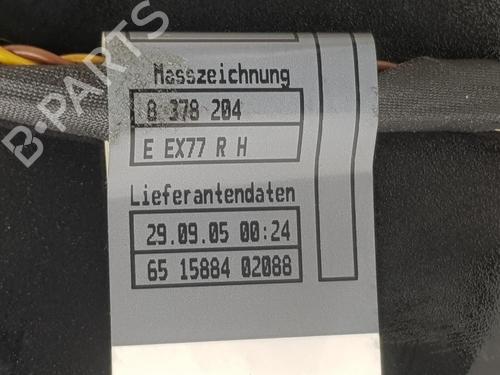 Masszeichnung
8 378 204
E EX77 R H
Lieferantendaten
29.09.05 00:24
65 15884 02088
B-PARTS